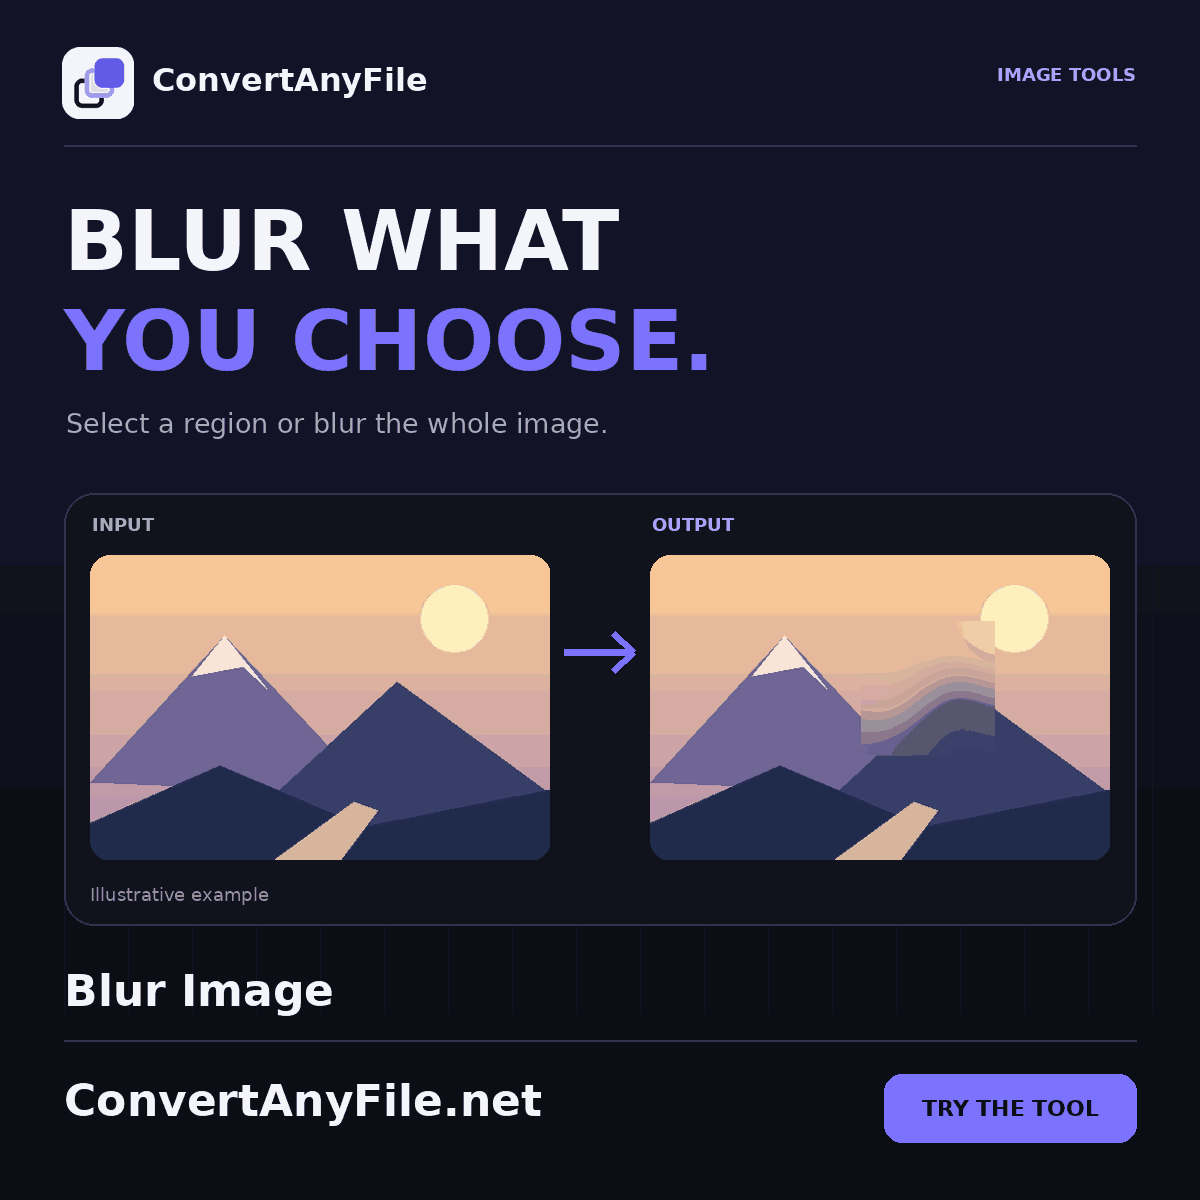 ConvertAnyFile
IMAGE TOOLS
BLUR WHAT
YOU CHOOSE.
Select a region or blur the whole image.
INPUT
OUTPUT
Illustrative example
Blur Image
ConvertAnyFile.net
TRY THE TOOL